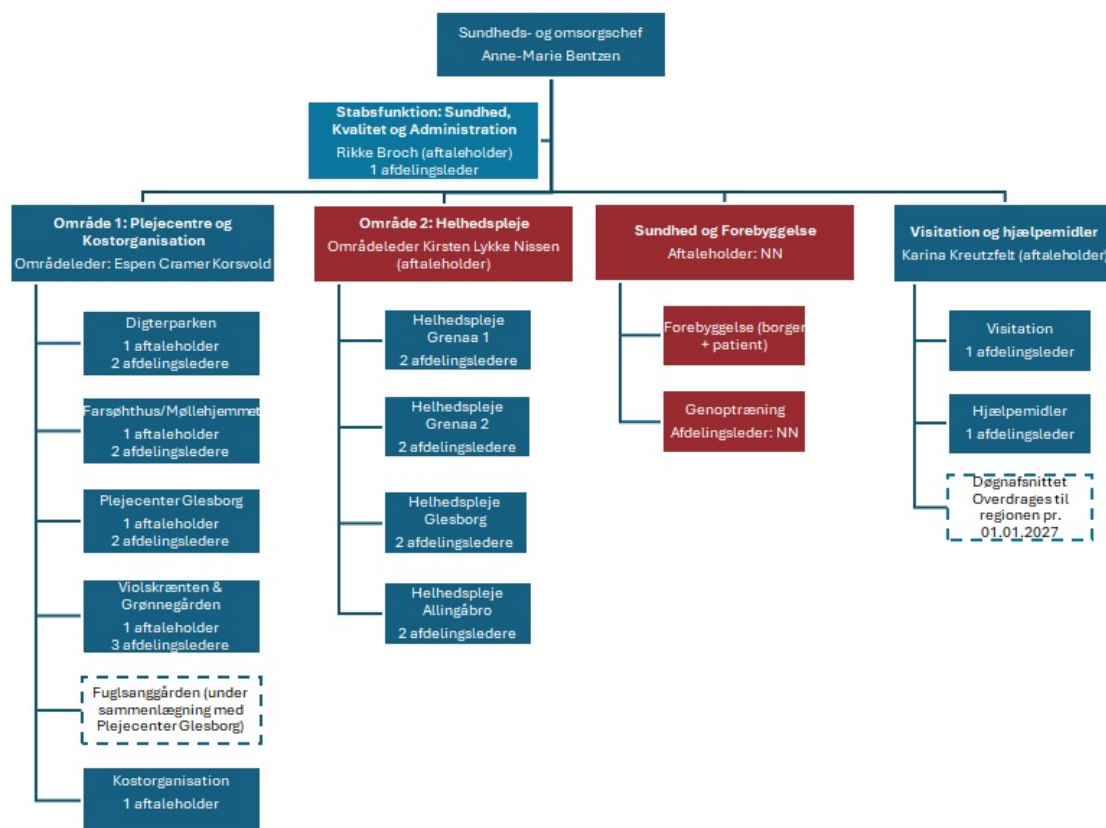 Sundheds- og omsorgschef
Anne-Marie Bentzen
Stabsfunktion: Sundhed,
Kvalitet og Administration
Rikke Broch (aftaleholder)
1 afdelingsleder
Område 1: Plejecentre og
Kostorganisation
Områdeleder: Espen Cramer Korsvold
Digterparken
1 aftaleholder
2 afdelingsledere
Farsøhthus/Møllehjemmet
1 aftaleholder
2 afdelingsledere
Plejecenter Glesborg
1 aftaleholder
2 afdelingsledere
Violskrænten &
Grønnegården
1 aftaleholder
3 afdelingsledere
Fuglsanggården (under
sammenlægning med
Plejecenter Glesborg)
Kostorganisation
1 aftaleholder
Område 2: Helhedspleje
Områdeleder Kirsten Lykke Nissen
(aftaleholder)
Helhedspleje
Grenaa 1
2 afdelingsledere
Helhedspleje
Grenaa 2
2 afdelingsledere
Helhedspleje
Glesborg
2 afdelingsledere
Helhedspleje
Allingåbro
2 afdelingsledere
Sundhed og Forebyggelse
Aftaleholder: NN
Forebyggelse (borger
+ patient)
Genoptræning
Afdelingsleder: NN
Visitation og hjælpemidler
Karina Kreutzfelt (aftaleholder)
Visitation
1 afdelingsleder
Hjælpemidler
1 afdelingsleder
Døgnafsnittet
Overdrages til
regionen pr.
01.01.2027